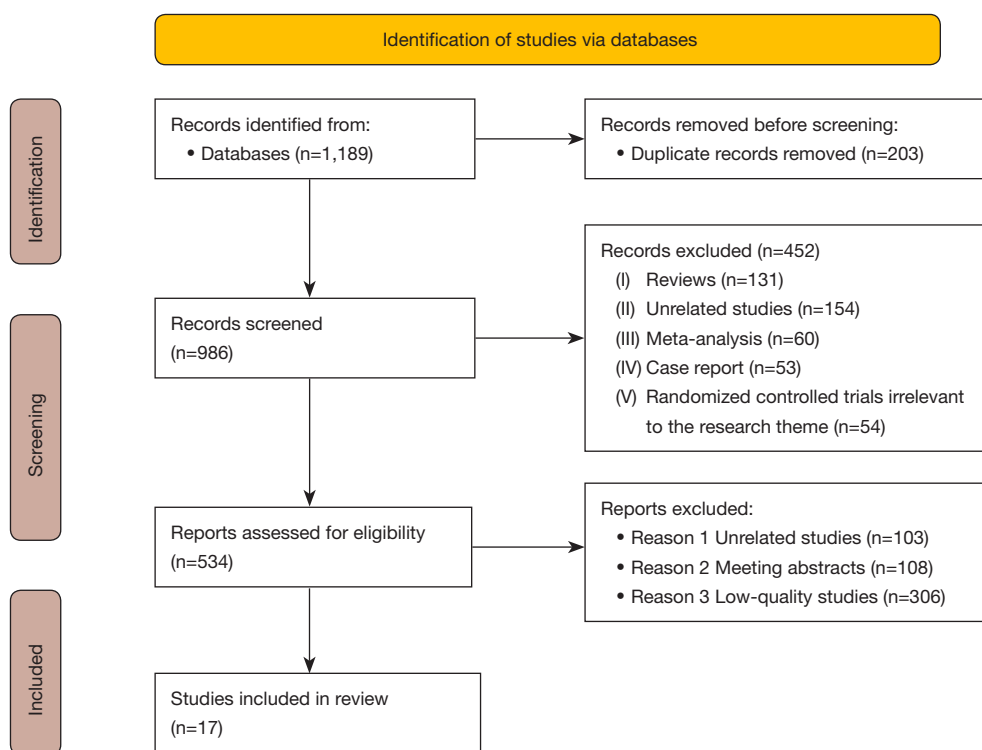 Identification of studies via databases
Identification
Records identified from:
• Databases (n=1,189)
Records removed before screening:
• Duplicate records removed (n=203)
Screening
Records screened
(n=986)
Records excluded (n=452)
(I) Reviews (n=131)
(II) Unrelated studies (n=154)
(III) Meta-analysis (n=60)
(IV) Case report (n=53)
(V) Randomized controlled trials irrelevant
to the research theme (n=54)
Reports assessed for eligibility
(n=534)
Reports excluded:
• Reason 1 Unrelated studies (n=103)
• Reason 2 Meeting abstracts (n=108)
• Reason 3 Low-quality studies (n=306)
Included
Studies included in review
(n=17)